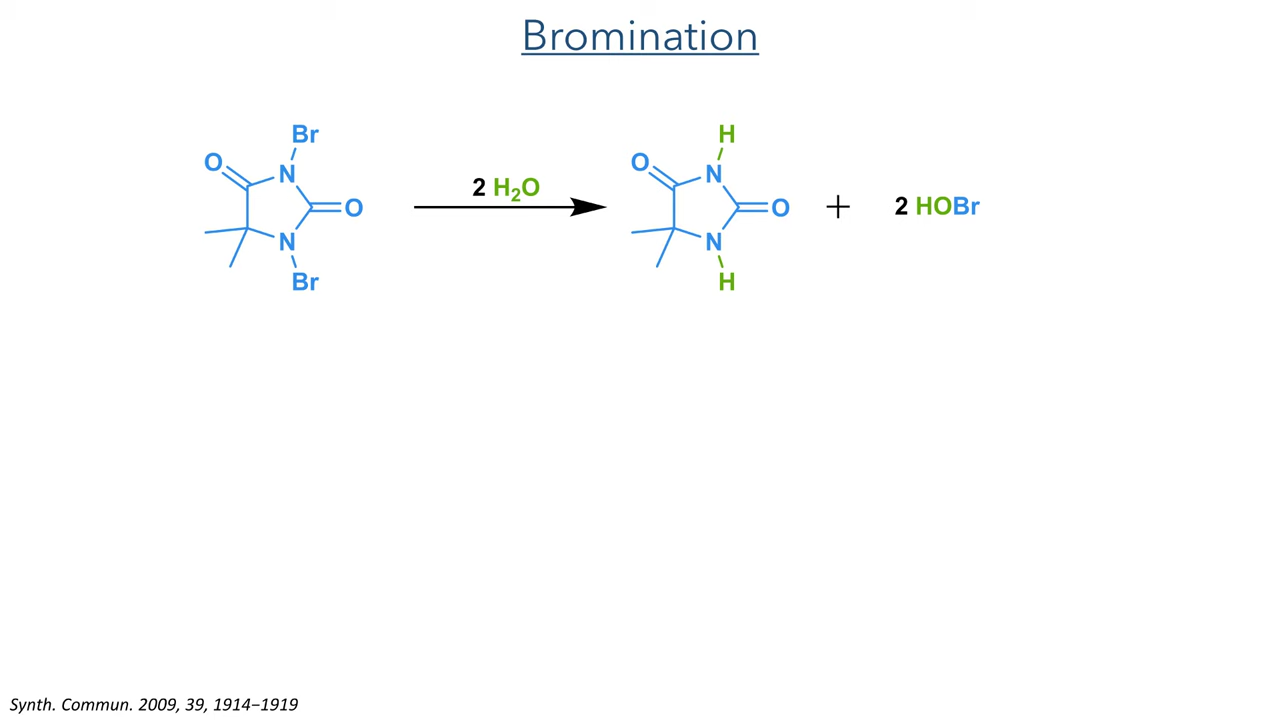 Bromination
Br
H
O
N
2 H₂O
O
N
O
O
+
2 HOBr
N
N
Br
H
Synth. Commun. 2009, 39, 1914–1919